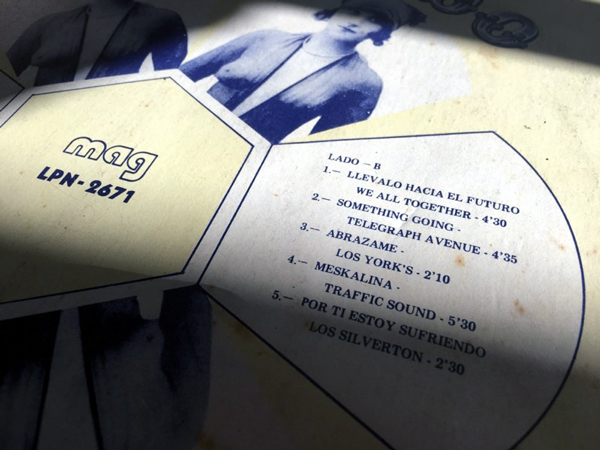 mag
LPN-2671
LADO - B
1.- LLEVALO HACIA EL FUTURO
WE ALL TOGETHER - 4'30
2.- SOMETHING GOING -
TELEGRAPH AVENUE - 4'35
3.- ABRAZAME -
LOS YORK'S - 2'10
4.- MESKALINA -
TRAFFIC SOUND - 5'30
5.- POR TI ESTOY SUFRIENDO
LOS SILVERTON - 2'30